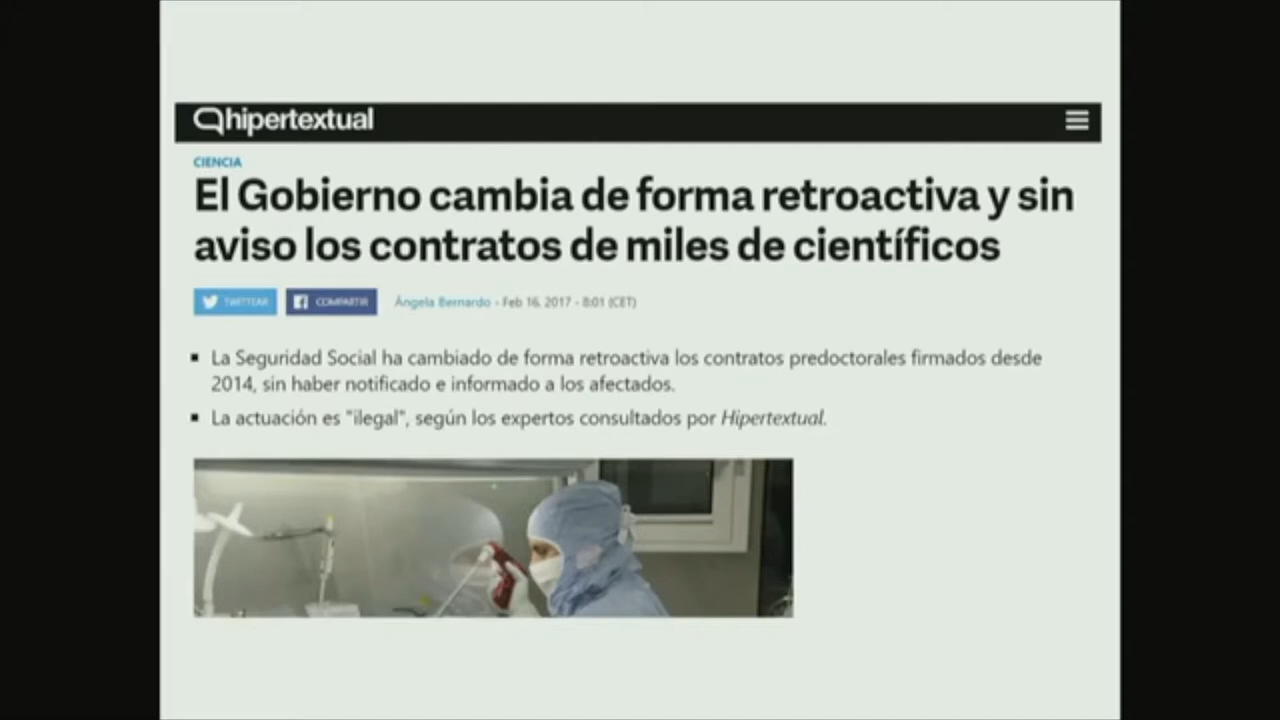 hipertextual
CIENCIA
El Gobierno cambia de forma retroactiva y sin
aviso los contratos de miles de científicos
TWITTEAR COMPARTIR Ángela Bernardo - Feb 16, 2017 - 8:01 (CET)
▪ La Seguridad Social ha cambiado de forma retroactiva los contratos predoctorales firmados desde
2014, sin haber notificado e informado a los afectados.
▪ La actuación es "ilegal", según los expertos consultados por Hipertextual.